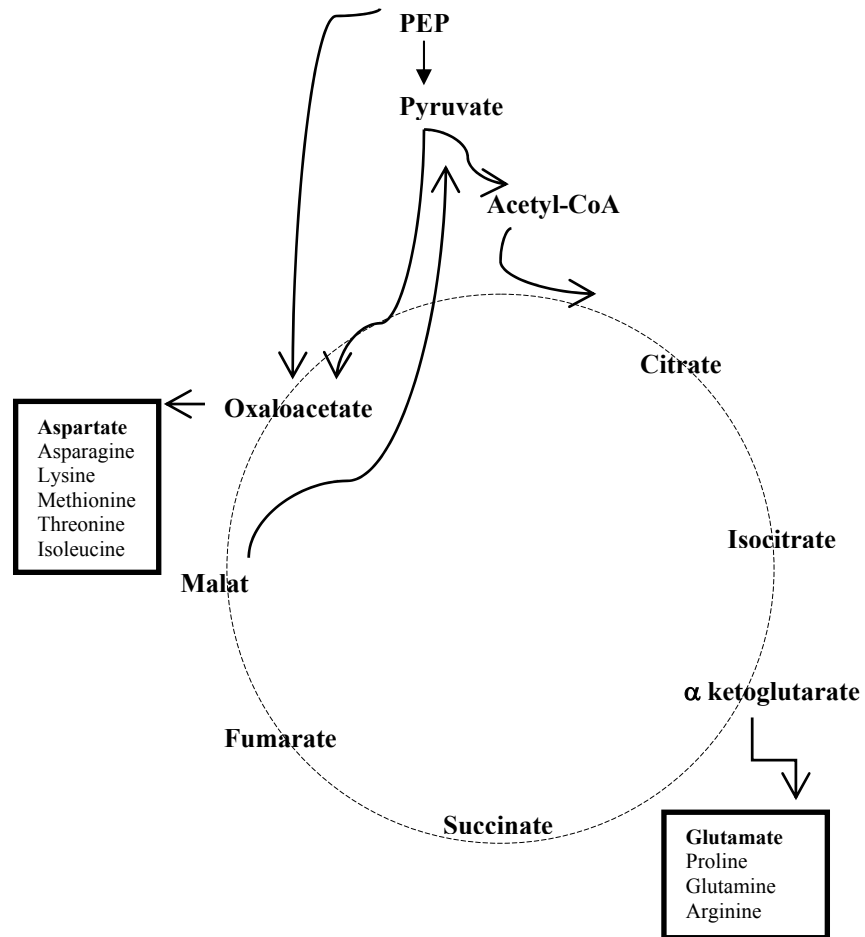 PEP
Pyruvate
Acetyl-CoA
Citrate
Oxaloacetate
Aspartate
Asparagine
Lysine
Methionine
Threonine
Isoleucine
Isocitrate
Malat
α ketoglutarate
Fumarate
Succinate
Glutamate
Proline
Glutamine
Arginine